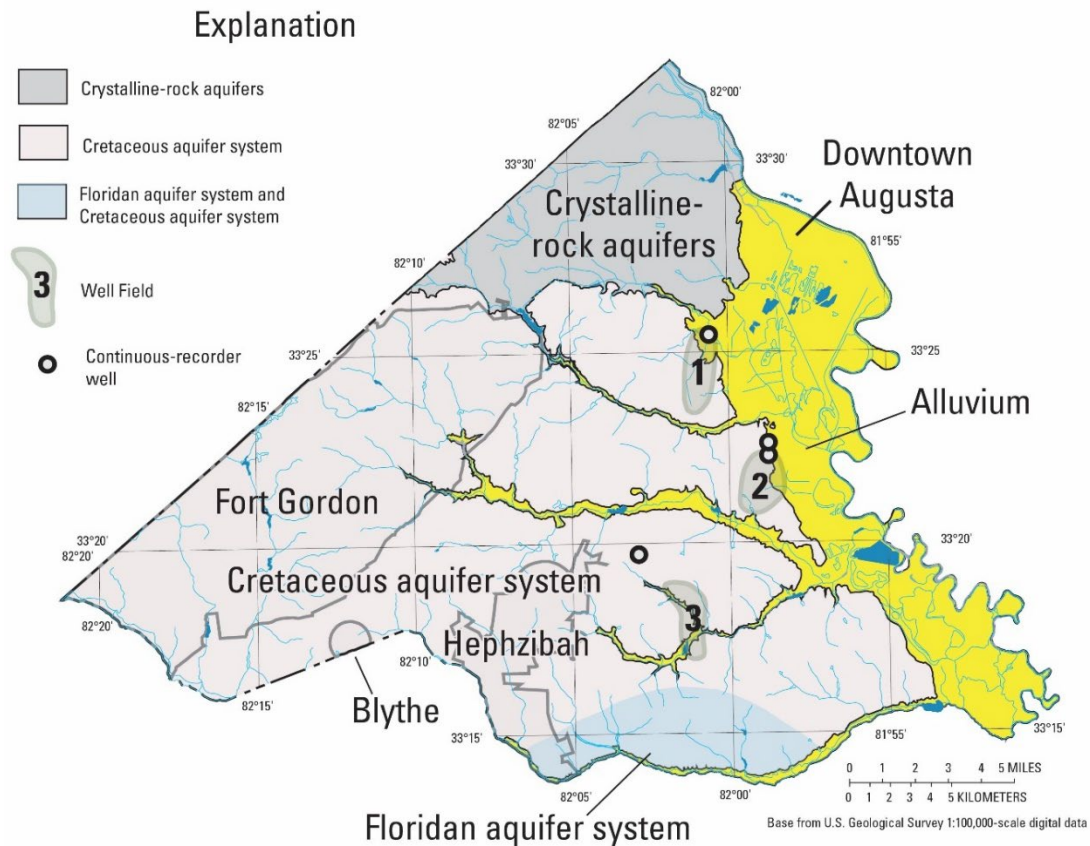 Explanation
Crystalline-rock aquifers
Cretaceous aquifer system
Floridan aquifer system and
Cretaceous aquifer system
3
Well Field
Continuous-recorder
well
82°00'
82°05'
33°30'
33°30'
Downtown
Augusta
Crystalline-
rock aquifers
81°55'
82°10'
33°25'
33°25'
1
82°15'
Alluvium
2
Fort Gordon
33°20'
82°20'
33°20'
Cretaceous aquifer system
82°20'
3
Hephzibah
82°10'
82°15'
Blythe
33°15'
81°55'
33°15'
82°05'
82°00'
0 1 2 3 4 5 MILES
0 1 2 3 4 5 KILOMETERS
Base from U.S. Geological Survey 1:100,000-scale digital data
Floridan aquifer system